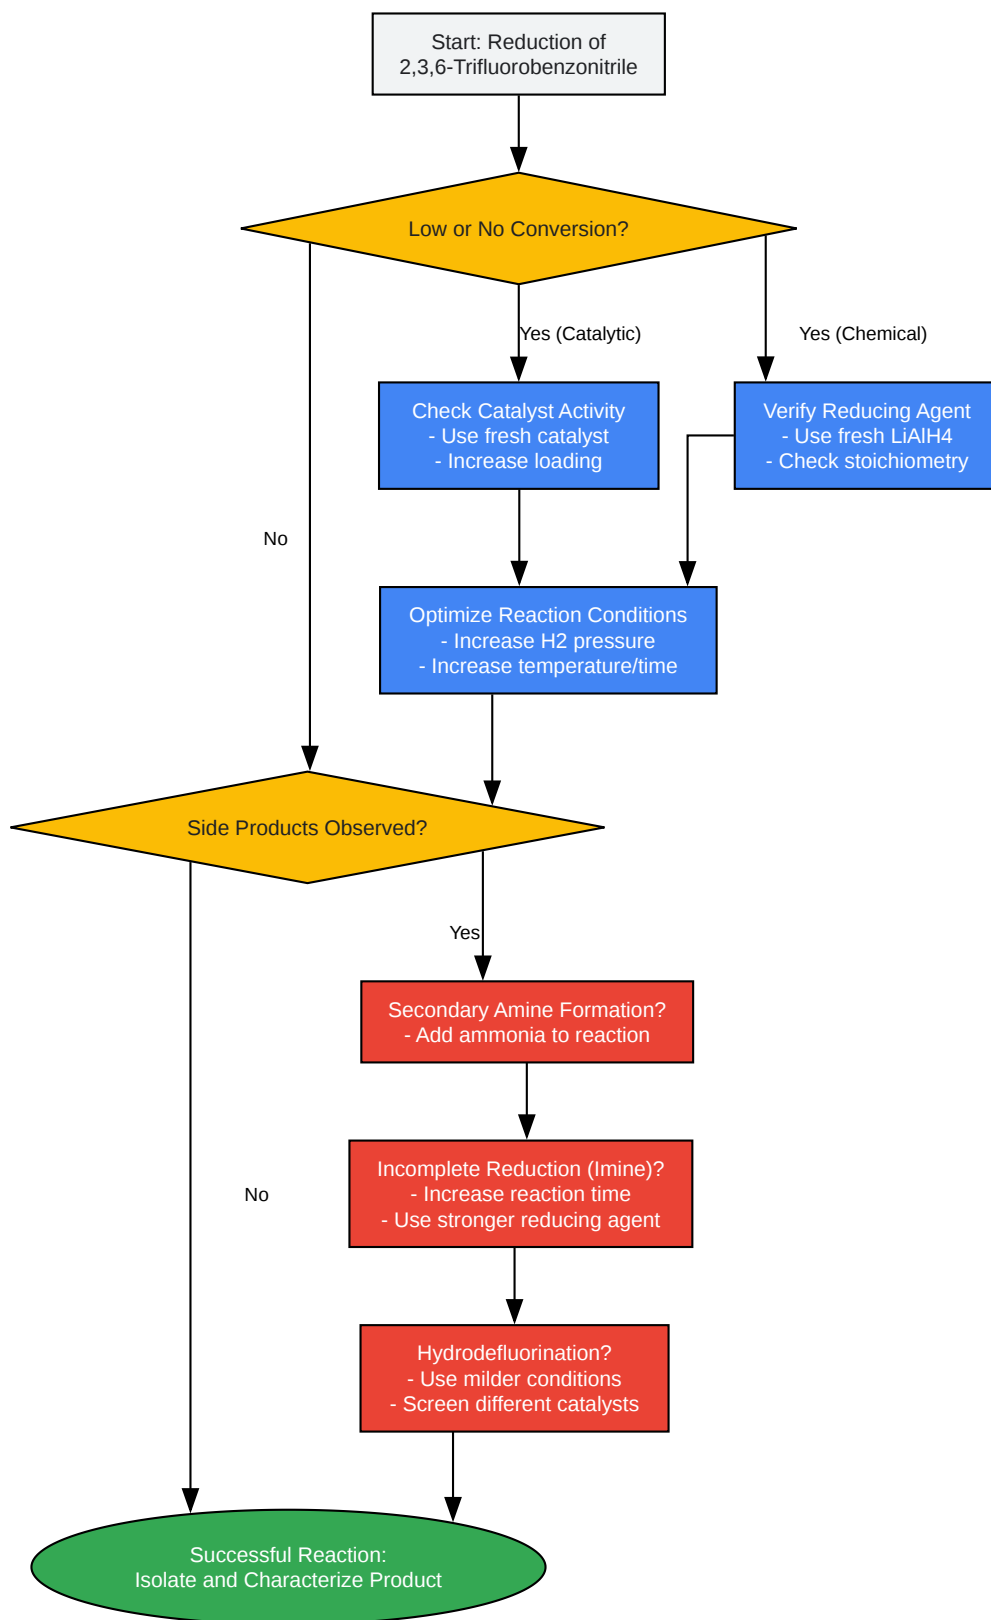 Start: Reduction of
2,3,6-Trifluorobenzonitrile
Low or No Conversion?
Yes (Catalytic)
Yes (Chemical)
Check Catalyst Activity
- Use fresh catalyst
- Increase loading
Verify Reducing Agent
- Use fresh LiAlH4
- Check stoichiometry
No
Optimize Reaction Conditions
- Increase H2 pressure
- Increase temperature/time
Side Products Observed?
Yes
Secondary Amine Formation?
- Add ammonia to reaction
Incomplete Reduction (Imine)?
- Increase reaction time
- Use stronger reducing agent
No
Hydrodefluorination?
- Use milder conditions
- Screen different catalysts
Successful Reaction:
Isolate and Characterize Product